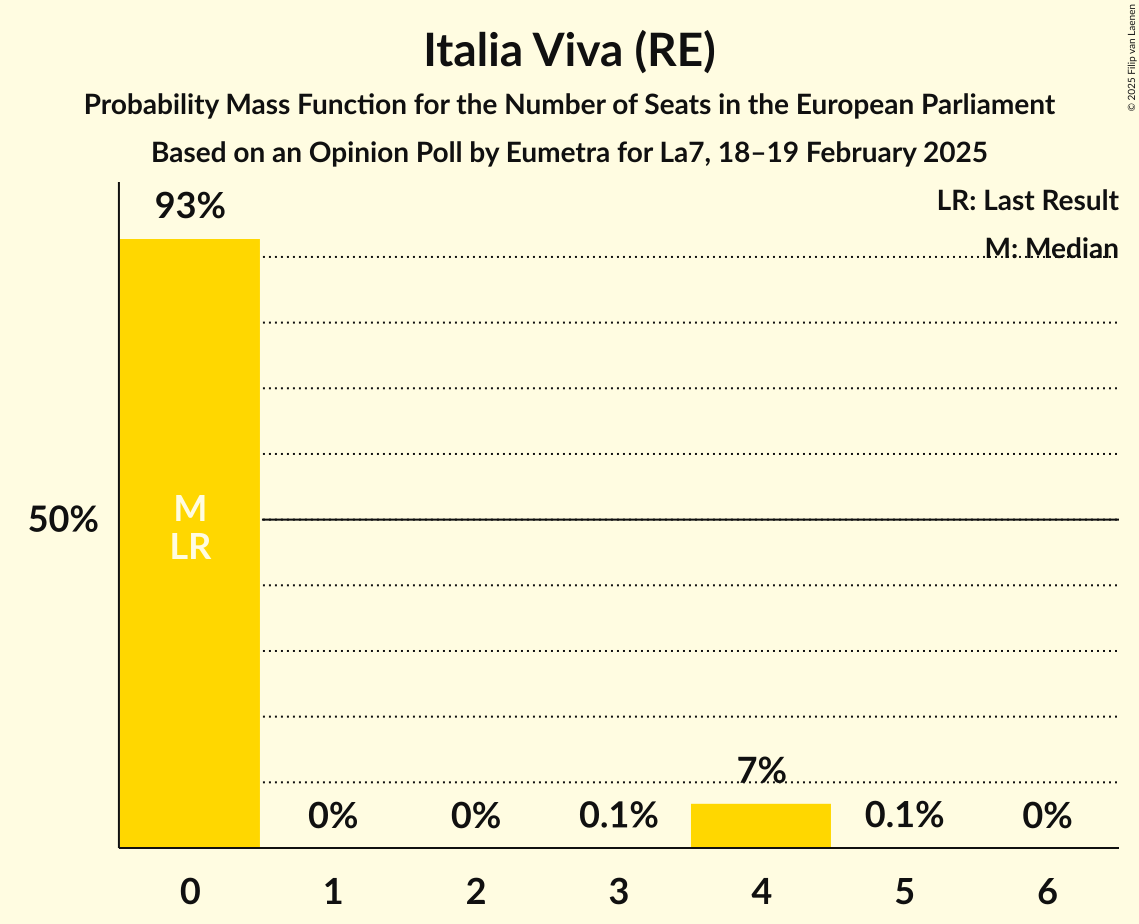 Italia Viva (RE)
Probability Mass Function for the Number of Seats in the European Parliament
Based on an Opinion Poll by Eumetra for La7, 18–19 February 2025
© 2025 Filip van Laenen
LR: Last Result
M: Median
93%
50%
M
LR
0%
0%
0.1%
7%
0.1%
0%
0
1
2
3
4
5
6